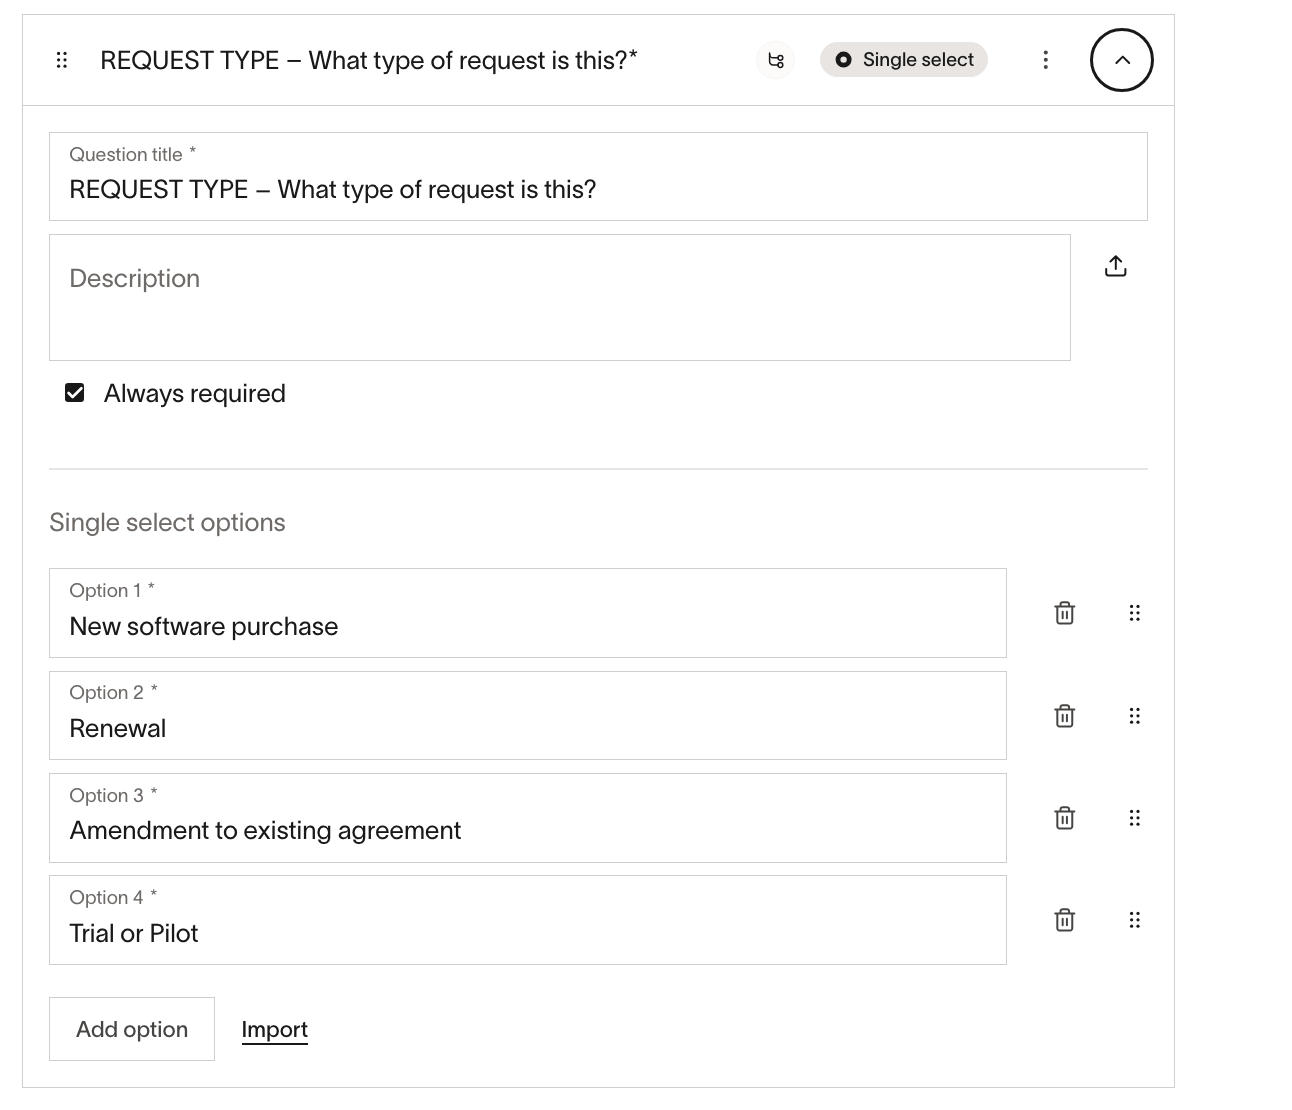 REQUEST TYPE – What type of request is this?*
Single select
Question title *
REQUEST TYPE – What type of request is this?
Description
Always required
Single select options
Option 1 *
New software purchase
Option 2 *
Renewal
Option 3 *
Amendment to existing agreement
Option 4 *
Trial or Pilot
Add option
Import